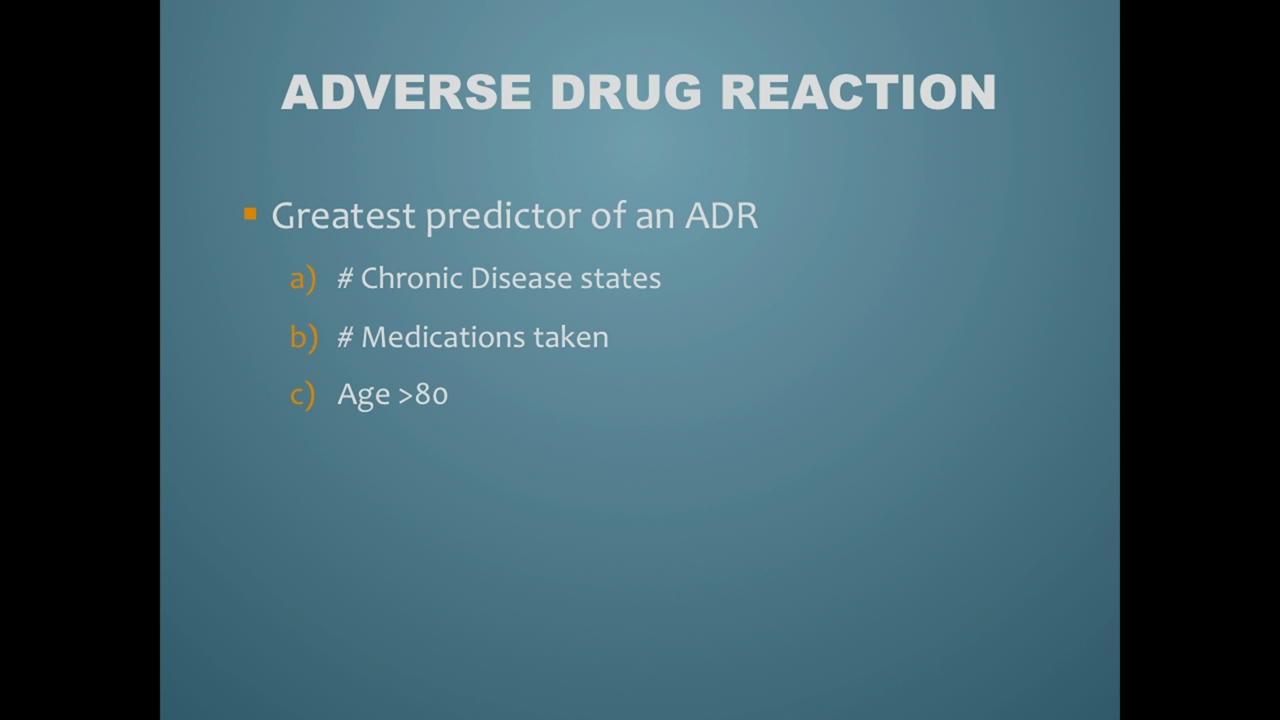 ADVERSE DRUG REACTION
Greatest predictor of an ADR
a) # Chronic Disease states
b) # Medications taken
c) Age >80